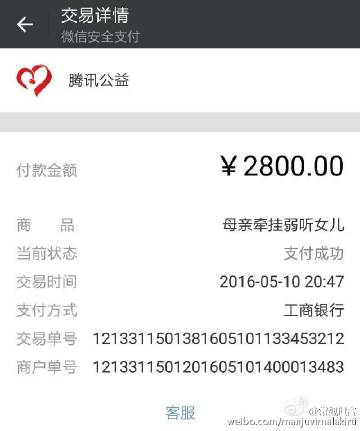 交易详情
微信安全支付
腾讯公益
付款金额 ¥2800.00
商 品 母亲牵挂弱听女儿
当前状态 支付成功
交易时间 2016-05-10 20:47
支付方式 工商银行
交易单号 1213311501381605101133453212
商户单号 1213311501201605101400013483
客服
weibo.com/manjuvimalakirti